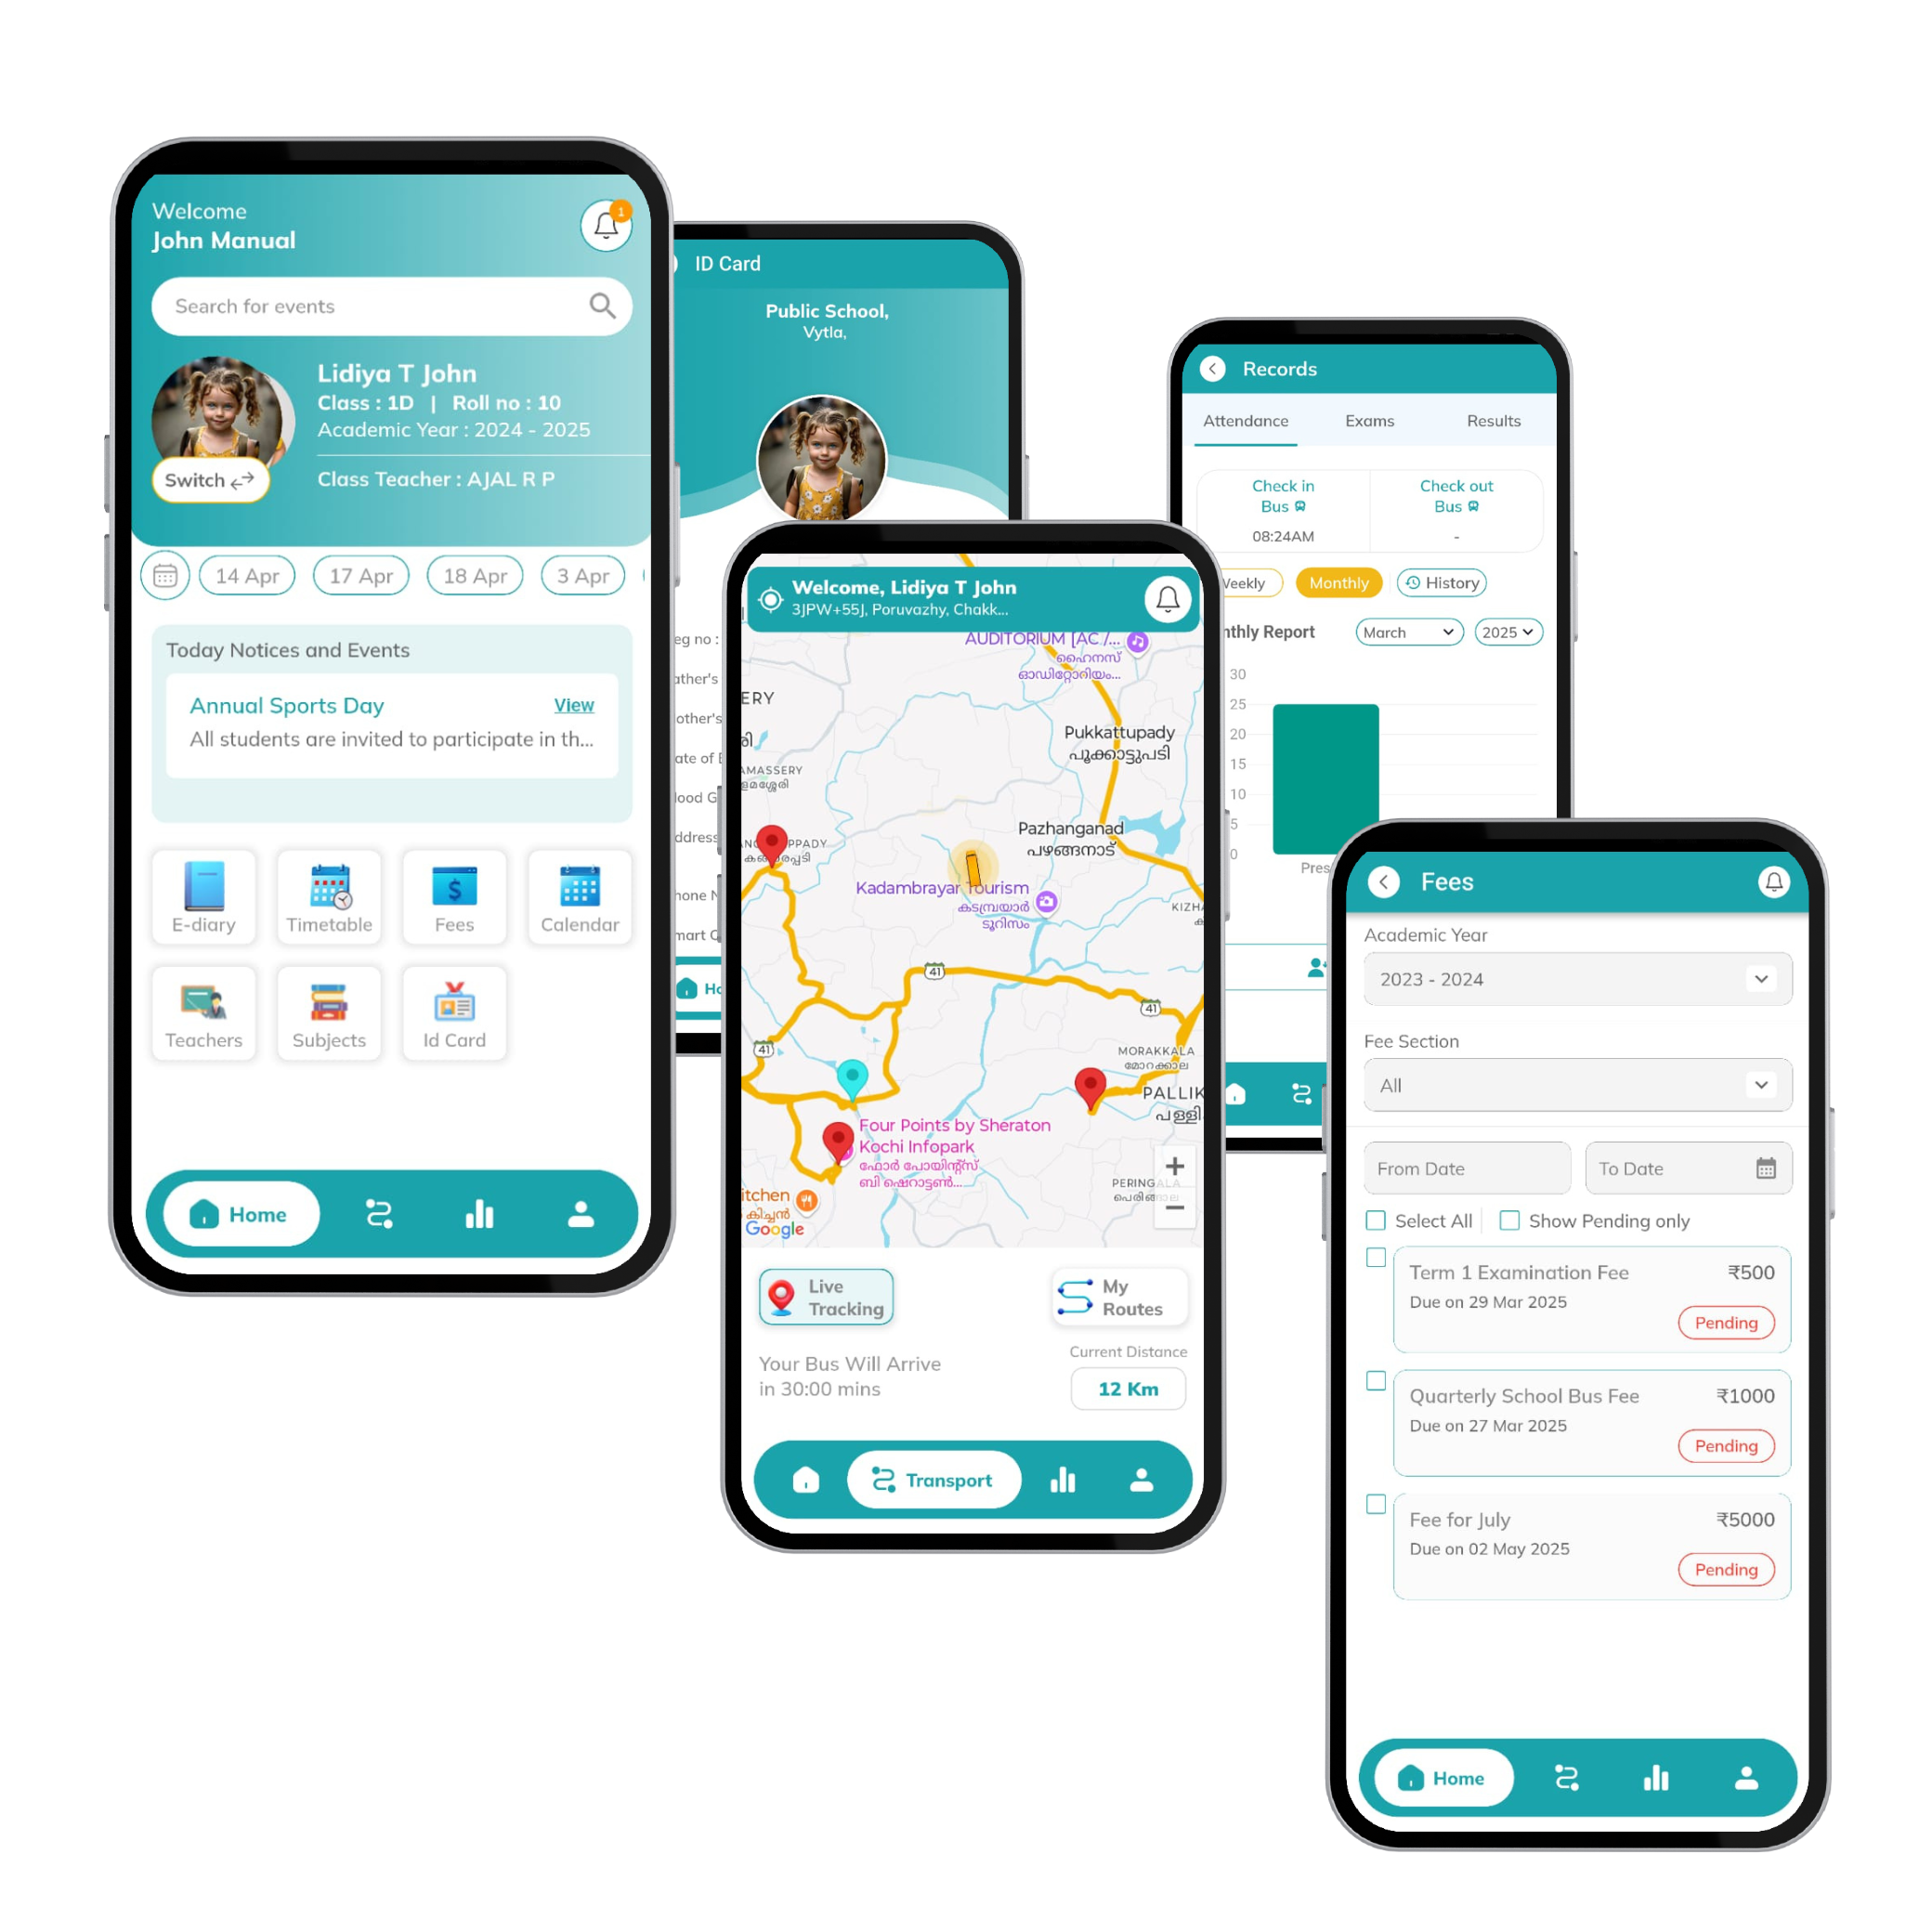 Welcome
John Manual
1
Search for events
Lidiya T John
Class : 1D | Roll no : 10
Academic Year : 2024 - 2025
Switch
Class Teacher : AJAL R P
14 Apr
17 Apr
18 Apr
3 Apr
Today Notices and Events
Annual Sports Day
View
All students are invited to participate in th...
E-diary
Timetable
Fees
Calendar
Teachers
Subjects
Id Card
Home
ID Card
Public School,
Vytla,
eg no :
other's
Welcome, Lidiya T John
3JPW+55J, Poruvazhy, Chakk...
AUDITORIUM [AC /...
ഹൈനസ്
ഓഡിറ്റോറിയം...
ERY
Pukkattupady
പൂക്കാട്ടുപടി
AMASSERY
Pazhanganad
പഴങ്ങനാട്
PPADY
Kadambrayar Tourism
കടമ്പ്രയാർ
ടൂറിസം
KIZHA
41
41
41
MORAKKALA
മോറക്കാല
PALLIK
പള്ളി
Four Points by Sheraton
Kochi Infopark
ഫോർ പോയിന്റ്സ്
ബി ഷെറാട്ടൺ...
PERINGALA
itchen
കിച്ചൻ
Google
+
−
Live
Tracking
My
Routes
Your Bus Will Arrive
in 30:00 mins
Current Distance
12 Km
Transport
Records
Attendance
Exams
Results
Check in
Bus
08:24AM
Check out
Bus
-
Weekly
Monthly
History
nthly Report
March
2025
30
25
20
15
10
5
0
Pres
Fees
Academic Year
2023 - 2024
Fee Section
All
From Date
To Date
Select All
Show Pending only
Term 1 Examination Fee
₹500
Due on 29 Mar 2025
Pending
Quarterly School Bus Fee
₹1000
Due on 27 Mar 2025
Pending
Fee for July
₹5000
Due on 02 May 2025
Pending
Home